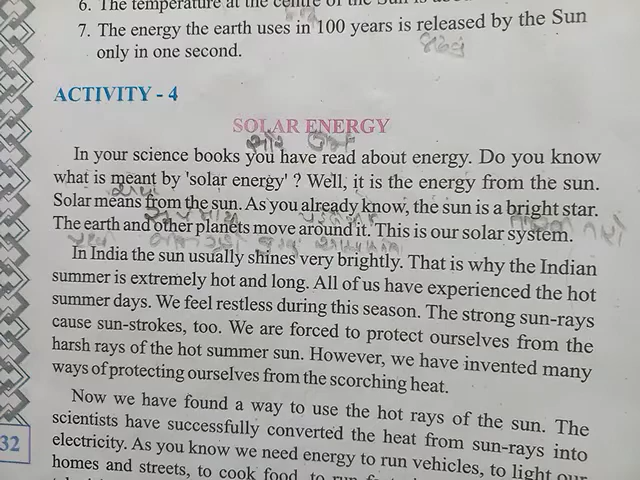 6. The temperature at the centre of the Sun is
7. The energy the earth uses in 100 years is released by the Sun
only in one second.
ACTIVITY - 4
SOLAR ENERGY
In your science books you have read about energy. Do you know
what is meant by 'solar energy' ? Well, it is the energy from the sun.
Solar means from the sun. As you already know, the sun is a bright star.
The earth and other planets move around it. This is our solar system.
In India the sun usually shines very brightly. That is why the Indian
summer is extremely hot and long. All of us have experienced the hot
summer days. We feel restless during this season. The strong sun-rays
cause sun-strokes, too. We are forced to protect ourselves from the
harsh rays of the hot summer sun. However, we have invented many
ways of protecting ourselves from the scorching heat.
Now we have found a way to use the hot rays of the sun. The
scientists have successfully converted the heat from sun-rays into
32
electricity. As you know we need energy to run vehicles, to light our
homes and streets, to cook food, to run